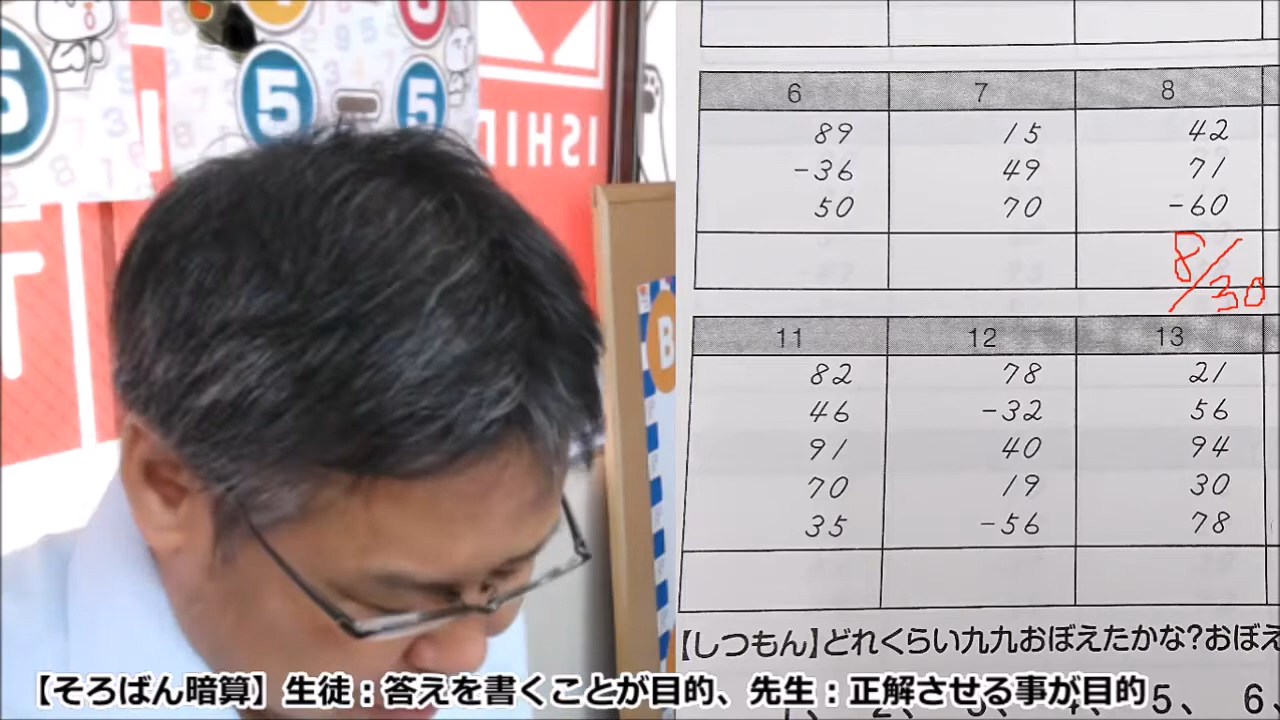 5
5
5
ISHI
B
6 7 8
89 15 42
-36 49 71
50 70 -60
8/30
11 12 13
82 78 21
46 -32 56
91 40 94
70 19 30
35 -56 78
【しつもん】どれくらい九九おぼえたかな?おぼえ
5、 6、
【そろばん暗算】生徒:答えを書くことが目的、先生:正解させる事が目的